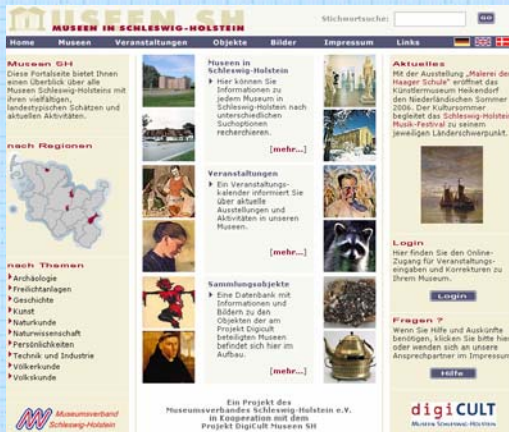 MUSEEN SH
MUSEEN IN SCHLESWIG-HOLSTEIN
Stichwortsuche:
GO
Home Museen Veranstaltungen Objekte Bilder Impressum Links
Museen SH
Diese Portalseite bietet Ihnen
einen Überblick über alle
Museen Schleswig-Holsteins mit
ihren vielfältigen,
landestypischen Schätzen und
aktuellen Aktivitäten.
nach Regionen
nach Themen
Archäologie
Freilichtanlagen
Geschichte
Kunst
Naturkunde
Naturwissenschaft
Persönlichkeiten
Technik und Industrie
Völkerkunde
Volkskunde
Museumsverband
Schleswig-Holstein
Museen in
Schleswig-Holstein
Hier können Sie
Informationen zu
jedem Museum in
Schleswig-Holstein nach
unterschiedlichen
Suchoptionen
recherchieren.
[mehr...]
Veranstaltungen
Ein Veranstaltungs-
kalender informiert Sie
über aktuelle
Ausstellungen und
Aktivitäten in unseren
Museen.
[mehr...]
Sammlungsobjekte
Eine Datenbank mit
Informationen und
Bildern zu den
Objekten der am
Projekt Digicult
beteiligten Museen
befindet sich hier im
Aufbau.
[mehr...]
Ein Projekt des
Museumsverbandes Schleswig-Holstein e.V.
in Kooperation mit dem
Projekt DigiCult Museen SH
Aktuelles
Mit der Ausstellung „Malerei der
Haager Schule" eröffnet das
Künstlermuseum Heikendorf
den Niederländischen Sommer
2006. Der Kultursommer
begleitet das Schleswig-Holstein
Musik-Festival zu seinem
jeweiligen Länderschwerpunkt.
Login
Hier finden Sie den Online-
Zugang für Veranstaltungs-
eingaben und Korrekturen zu
Ihrem Museum.
Login
Fragen ?
Wenn Sie Hilfe und Auskünfte
benötigen, klicken Sie bitte hier
oder wenden sich an unsere
Ansprechpartner im Impressum
Hilfe
digiCULT
MUSEEN SCHLESWIG-HOLSTEIN